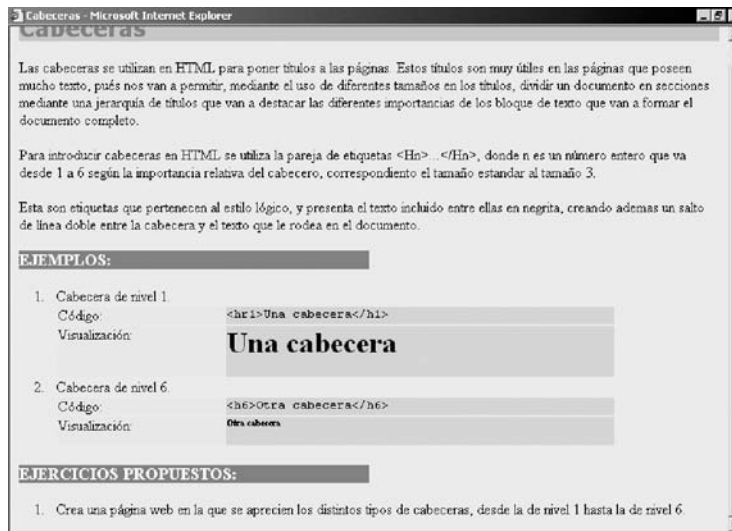 Cabeceras - Microsoft Internet Explorer
Cabeceras
Las cabeceras se utilizan en HTML para poner títulos a las páginas. Estos títulos son muy útiles en las páginas que poseen
mucho texto, pués nos van a permitir, mediante el uso de diferentes tamaños en los títulos, dividir un documento en secciones
mediante una jerarquía de títulos que van a destacar las diferentes importancias de los bloque de texto que van a formar el
documento completo.
Para introducir cabeceras en HTML se utiliza la pareja de etiquetas <Hn>...</Hn>, donde n es un número entero que va
desde 1 a 6 según la importancia relativa del cabecero, correspondiendo el tamaño estandar al tamaño 3.
Esta son etiquetas que pertenecen al estilo lógico, y presenta el texto incluido entre ellas en negrita, creando ademas un salto
de línea doble entre la cabecera y el texto que le rodea en el documento.
EJEMPLOS:
1. Cabecera de nivel 1.
Código: <hr1>Una cabecera</h1>
Visualización: Una cabecera
2. Cabecera de nivel 6.
Código: <h6>Otra cabecera</h6>
Visualización: Otra cabecera
EJERCICIOS PROPUESTOS:
1. Crea una página web en la que se aprecien los distintos tipos de cabeceras, desde la de nivel 1 hasta la de nivel 6.